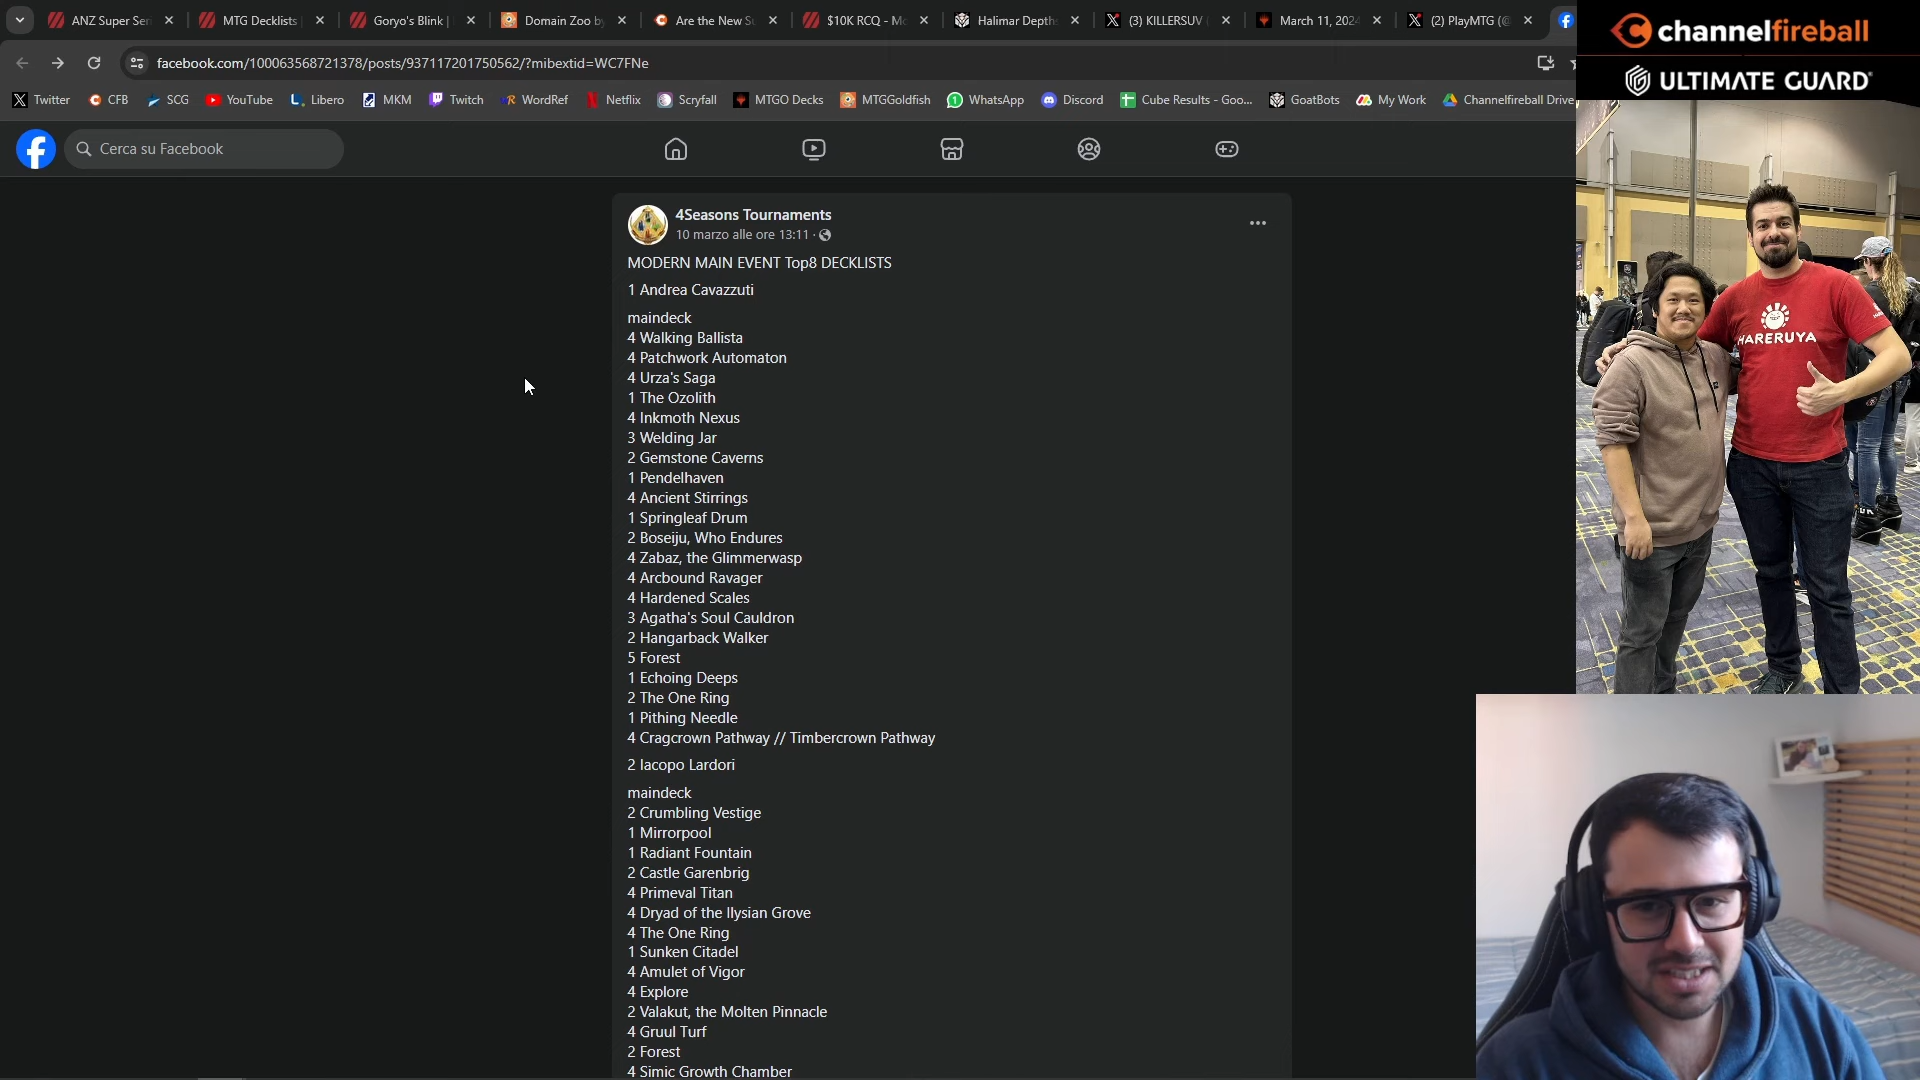 ANZ Super Ser
MTG Decklists
Goryo's Blink |
Domain Zoo by
Are the New S
$10K RCQ - Mo
Halimar Depth
(3) KILLERSUV
March 11, 2024
(2) PlayMTG (@
facebook.com/100063568721378/posts/937117201750562/?mibextid=WC7FNe
Twitter
CFB
SCG
YouTube
Libero
MKM
Twitch
WordRef
Netflix
Scryfall
MTGO Decks
MTGGoldfish
WhatsApp
Discord
Cube Results - Goo...
GoatBots
My Work
Channelfireball Drive
channelfireball
ULTIMATE GUARD
Cerca su Facebook
4Seasons Tournaments
10 marzo alle ore 13:11 ·
MODERN MAIN EVENT Top8 DECKLISTS
1 Andrea Cavazzuti
maindeck
4 Walking Ballista
4 Patchwork Automaton
4 Urza's Saga
1 The Ozolith
4 Inkmoth Nexus
3 Welding Jar
2 Gemstone Caverns
1 Pendelhaven
4 Ancient Stirrings
1 Springleaf Drum
2 Boseiju, Who Endures
4 Zabaz, the Glimmerwasp
4 Arcbound Ravager
4 Hardened Scales
3 Agatha's Soul Cauldron
2 Hangarback Walker
5 Forest
1 Echoing Deeps
2 The One Ring
1 Pithing Needle
4 Cragcrown Pathway // Timbercrown Pathway
2 Iacopo Lardori
maindeck
2 Crumbling Vestige
1 Mirrorpool
1 Radiant Fountain
2 Castle Garenbrig
4 Primeval Titan
4 Dryad of the Ilysian Grove
4 The One Ring
1 Sunken Citadel
4 Amulet of Vigor
4 Explore
2 Valakut, the Molten Pinnacle
4 Gruul Turf
2 Forest
4 Simic Growth Chamber
HARERUYA